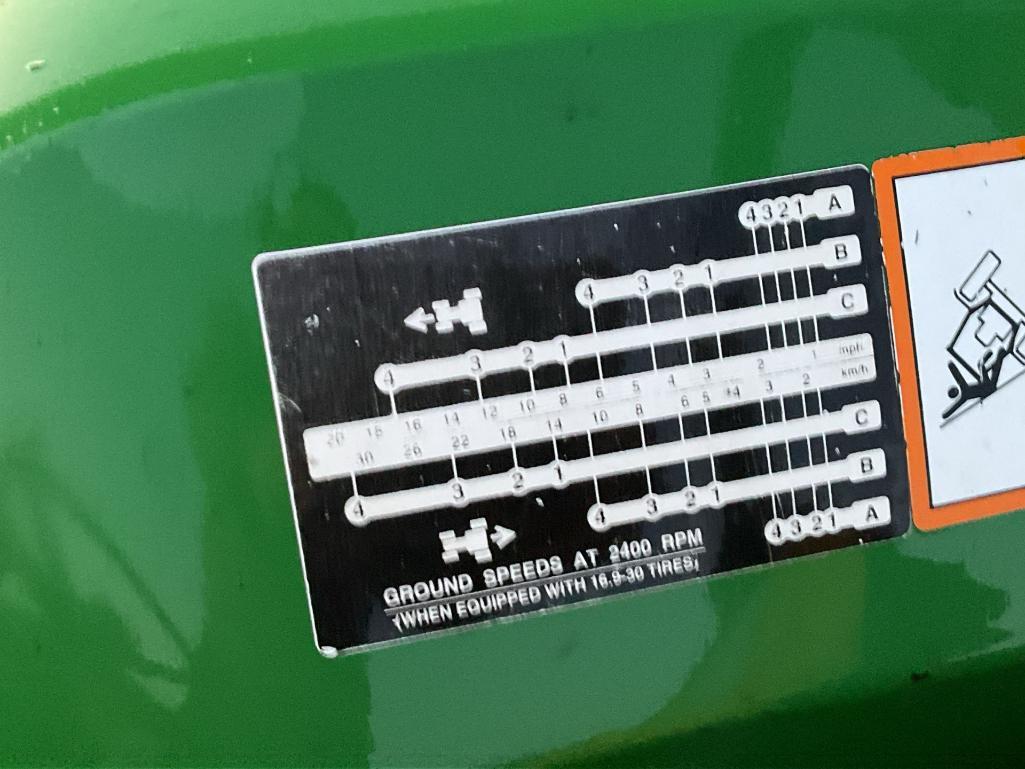 4 3 2 1 A
4 3 2 1 B
4 3 2 1 C
20 18 16 14 12 10 8 6 5 4 3 2 1 mph
30 26 22 18 14 10 8 6 5 4 3 2 km/h
4 3 2 1 C
4 3 2 1 B
4 3 2 1 A
GROUND SPEEDS AT 2400 RPM
(WHEN EQUIPPED WITH 16.9-30 TIRES)